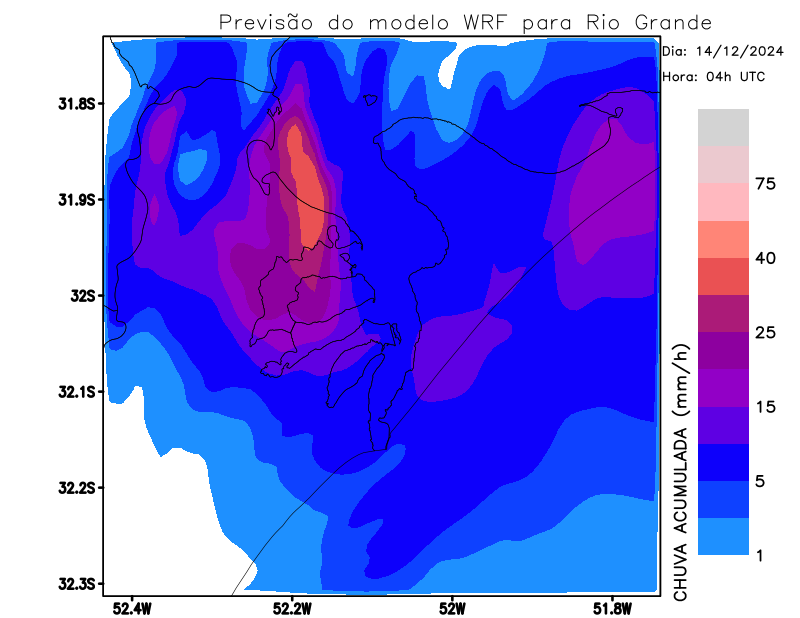 Previsão do modelo WRF para Rio Grande
Dia: 14/12/2024
Hora: 04h UTC
31.8S
31.9S
32S
32.1S
32.2S
32.3S
52.4W
52.2W
52W
51.8W
75
40
25
15
5
1
CHUVA ACUMULADA (mm/h)